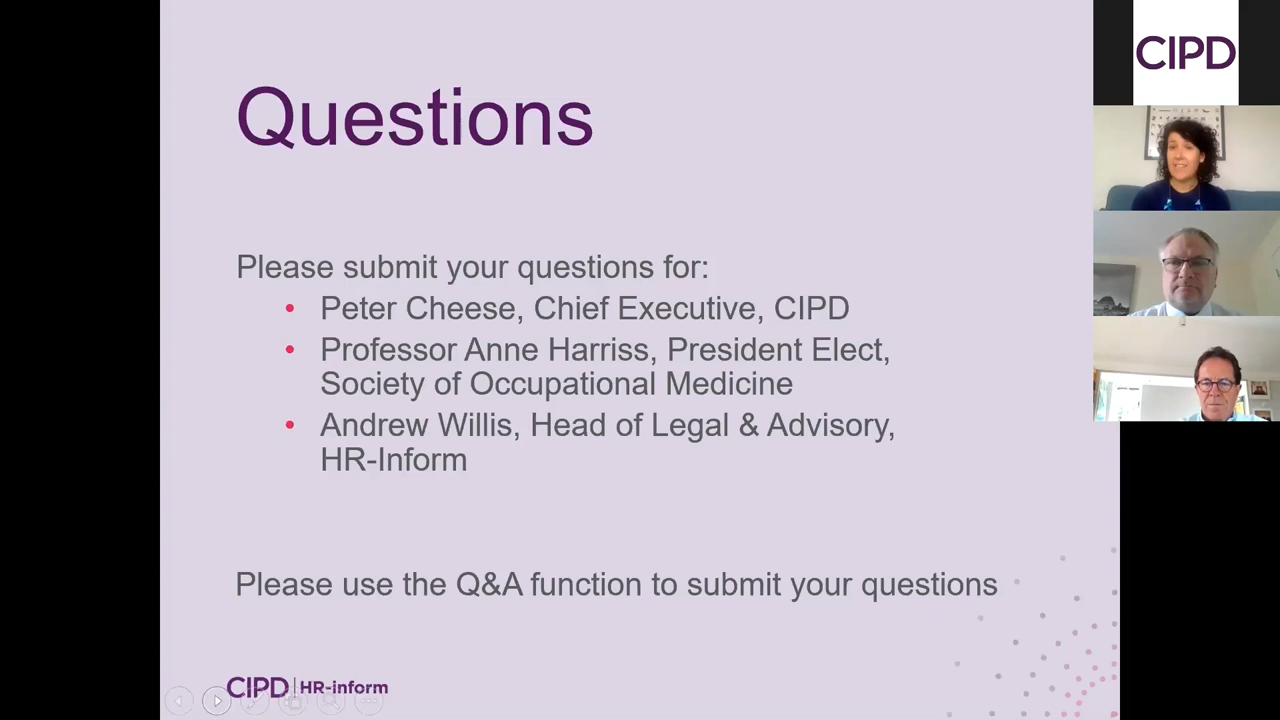 Questions
Please submit your questions for:
• Peter Cheese, Chief Executive, CIPD
• Professor Anne Harriss, President Elect,
Society of Occupational Medicine
• Andrew Willis, Head of Legal & Advisory,
HR-Inform
Please use the Q&A function to submit your questions
CIPD | HR-inform
CIPD